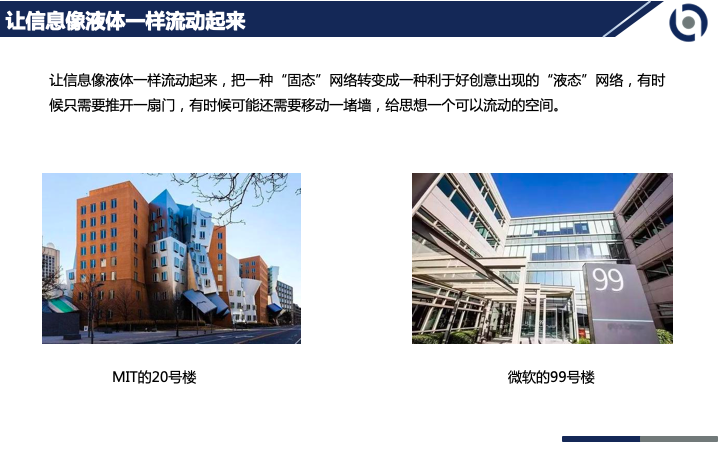 让信息像液体一样流动起来
让信息像液体一样流动起来，把一种“固态”网络转变成一种利于好创意出现的“液态”网络，有时
候只需要推开一扇门，有时候可能还需要移动一堵墙，给思想一个可以流动的空间。
99
MIT的20号楼
微软的99号楼